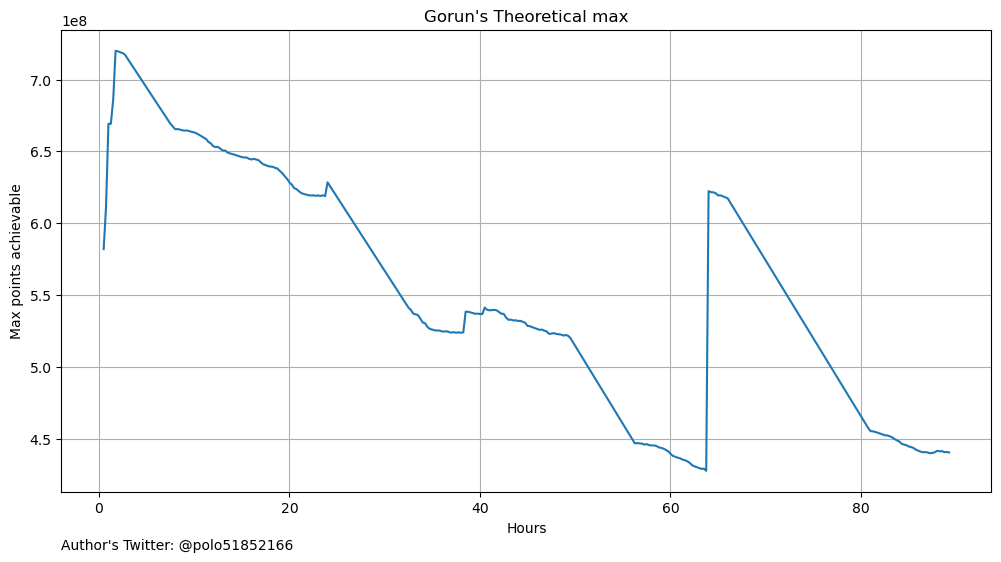 Gorun's Theoretical max
1e8
7.0
6.5
6.0
5.5
5.0
4.5
Max points achievable
0 20 40 60 80
Hours
Author's Twitter: @polo51852166